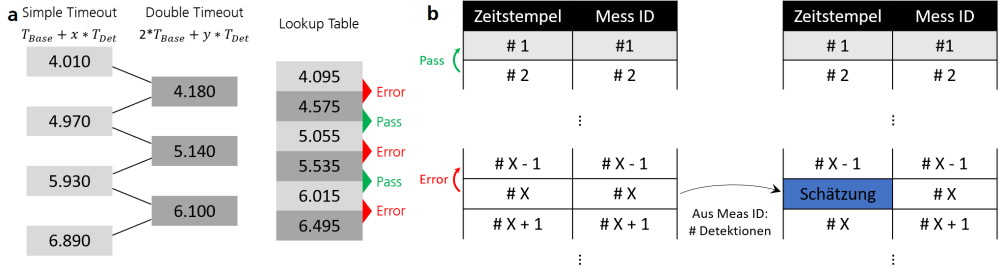 a
Simple Timeout
T_Base + x * T_Det
4.010
4.970
5.930
6.890
Double Timeout
2*T_Base + y * T_Det
4.180
5.140
6.100
Lookup Table
4.095
4.575
5.055
5.535
6.015
6.495
Error
Pass
Error
Pass
Error
b
Zeitstempel Mess ID
# 1 #1
# 2 # 2
⋮
# X - 1 # X - 1
# X # X
# X + 1 # X + 1
⋮
Pass
Error
Aus Meas ID:
# Detektionen
Zeitstempel Mess ID
# 1 #1
# 2 # 2
⋮
# X - 1 # X - 1
Schätzung # X
# X # X + 1
⋮